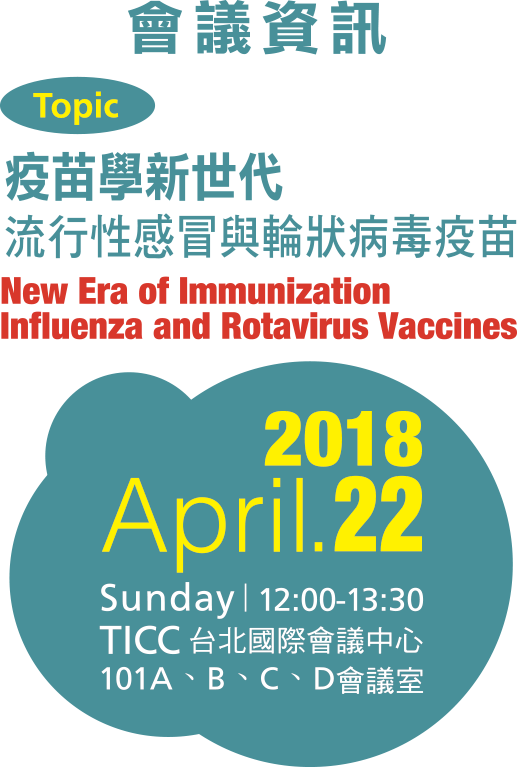 會議資訊
Topic
疫苗學新世代
流行性感冒與輪狀病毒疫苗
New Era of Immunization
Influenza and Rotavirus Vaccines
2018
April.22
Sunday | 12:00-13:30
TICC 台北國際會議中心
101A、B、C、D會議室